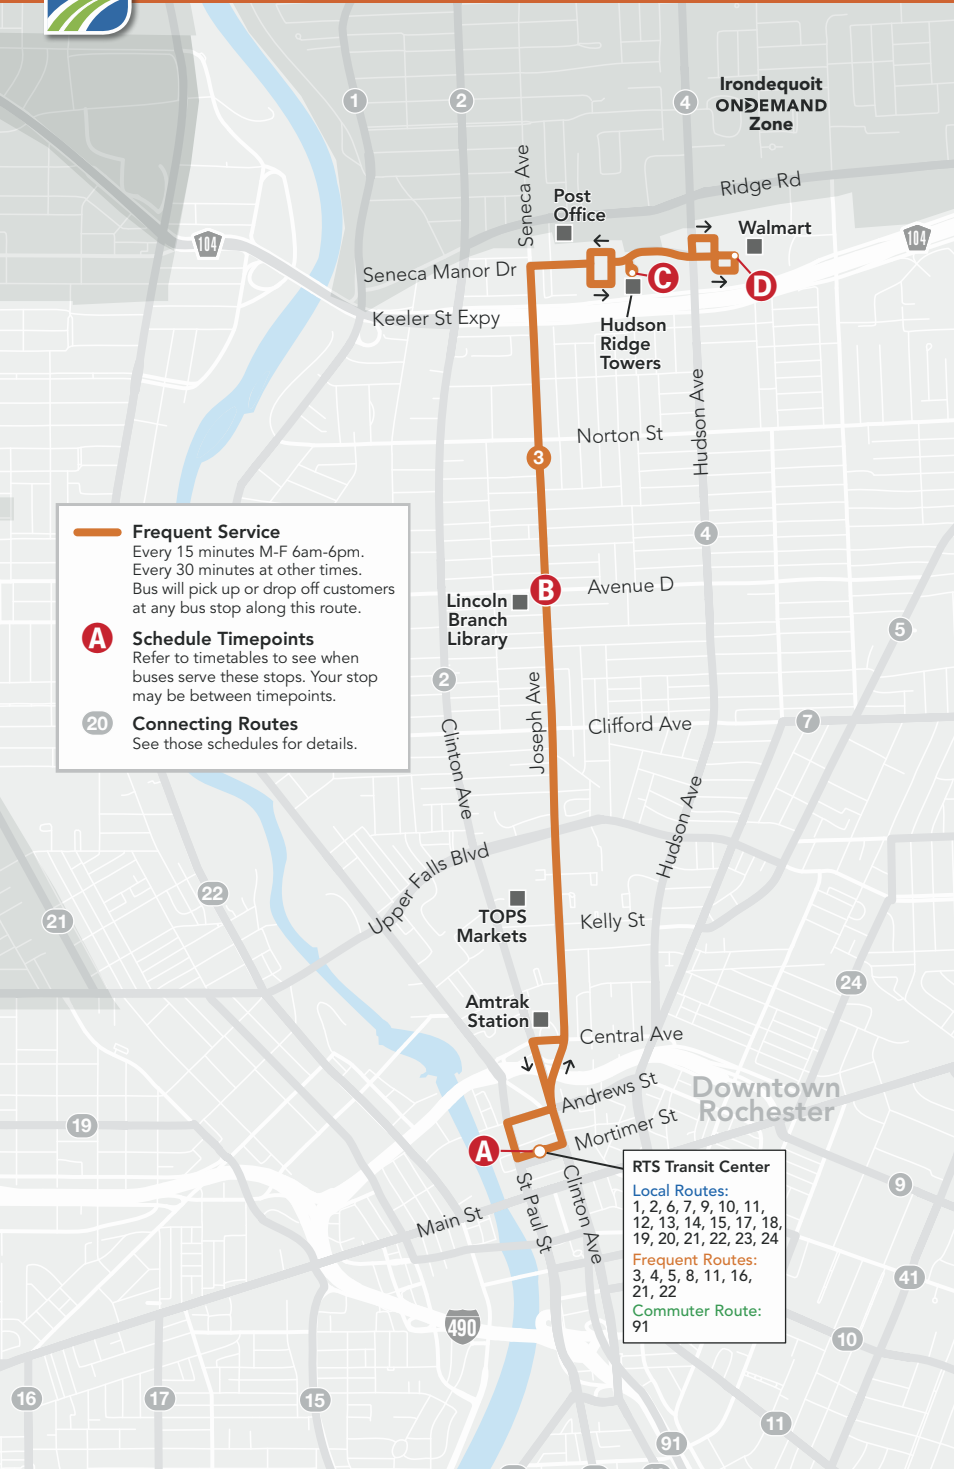 1
2
4
Irondequoit
ONDEMAND
Zone
Ridge Rd
Seneca Ave
Post
Office
Walmart
104
104
Seneca Manor Dr
C
D
Keeler St Expy
Hudson
Ridge
Towers
Hudson Ave
Norton St
3
4
Frequent Service
Every 15 minutes M-F 6am-6pm.
Every 30 minutes at other times.
Bus will pick up or drop off customers
at any bus stop along this route.
A
Schedule Timepoints
Refer to timetables to see when
buses serve these stops. Your stop
may be between timepoints.
20
Connecting Routes
See those schedules for details.
B
Avenue D
Lincoln
Branch
Library
5
2
Joseph Ave
Clinton Ave
Clifford Ave
7
Hudson Ave
Upper Falls Blvd
22
21
TOPS
Markets
Kelly St
24
Amtrak
Station
Central Ave
Andrews St
Downtown
Rochester
19
Mortimer St
A
St Paul St
Clinton Ave
Main St
RTS Transit Center
Local Routes:
1, 2, 6, 7, 9, 10, 11,
12, 13, 14, 15, 17, 18,
19, 20, 21, 22, 23, 24
Frequent Routes:
3, 4, 5, 8, 11, 16,
21, 22
Commuter Route:
91
9
41
490
10
16
17
15
11
91